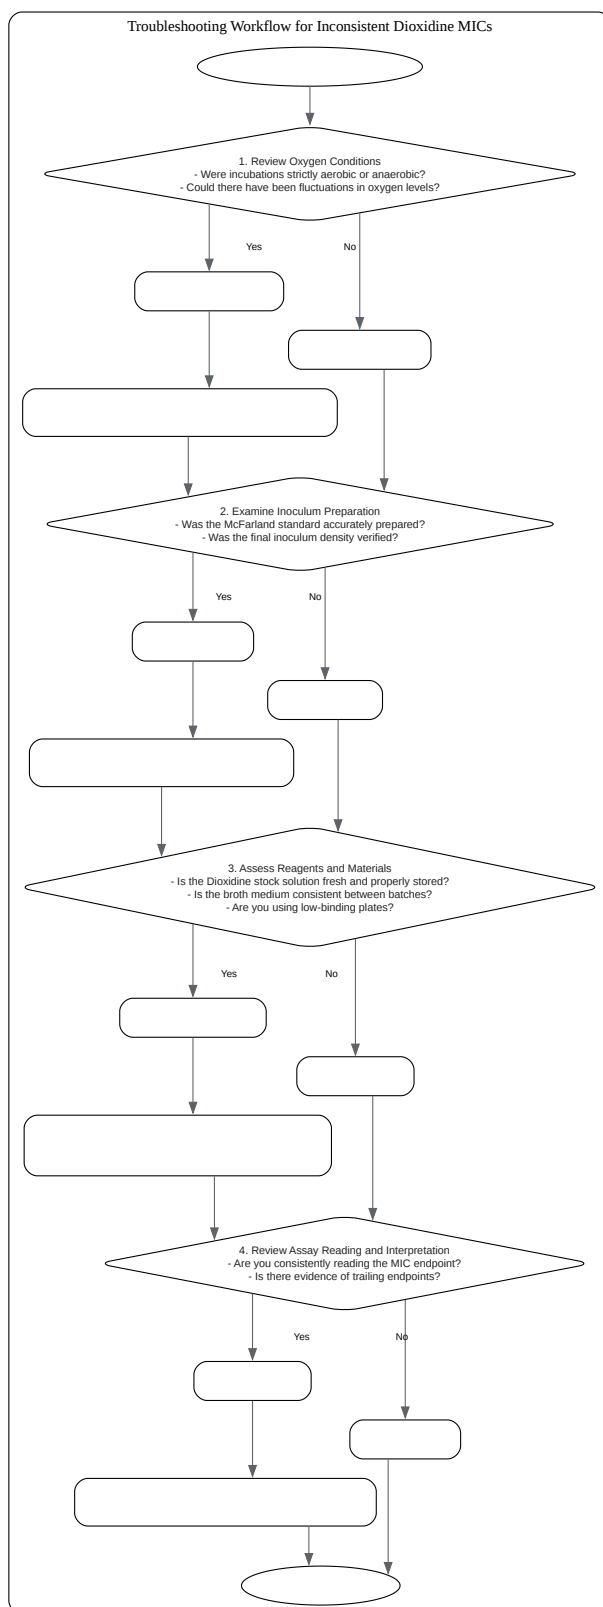 Troubleshooting Workflow for Inconsistent Dioxidine MICs
1. Review Oxygen Conditions
- Were incubations strictly aerobic or anaerobic?
- Could there have been fluctuations in oxygen levels?
Yes
No
2. Examine Inoculum Preparation
- Was the McFarland standard accurately prepared?
- Was the final inoculum density verified?
Yes
No
3. Assess Reagents and Materials
- Is the Dioxidine stock solution fresh and properly stored?
- Is the broth medium consistent between batches?
- Are you using low-binding plates?
Yes
No
4. Review Assay Reading and Interpretation
- Are you consistently reading the MIC endpoint?
- Is there evidence of trailing endpoints?
Yes
No